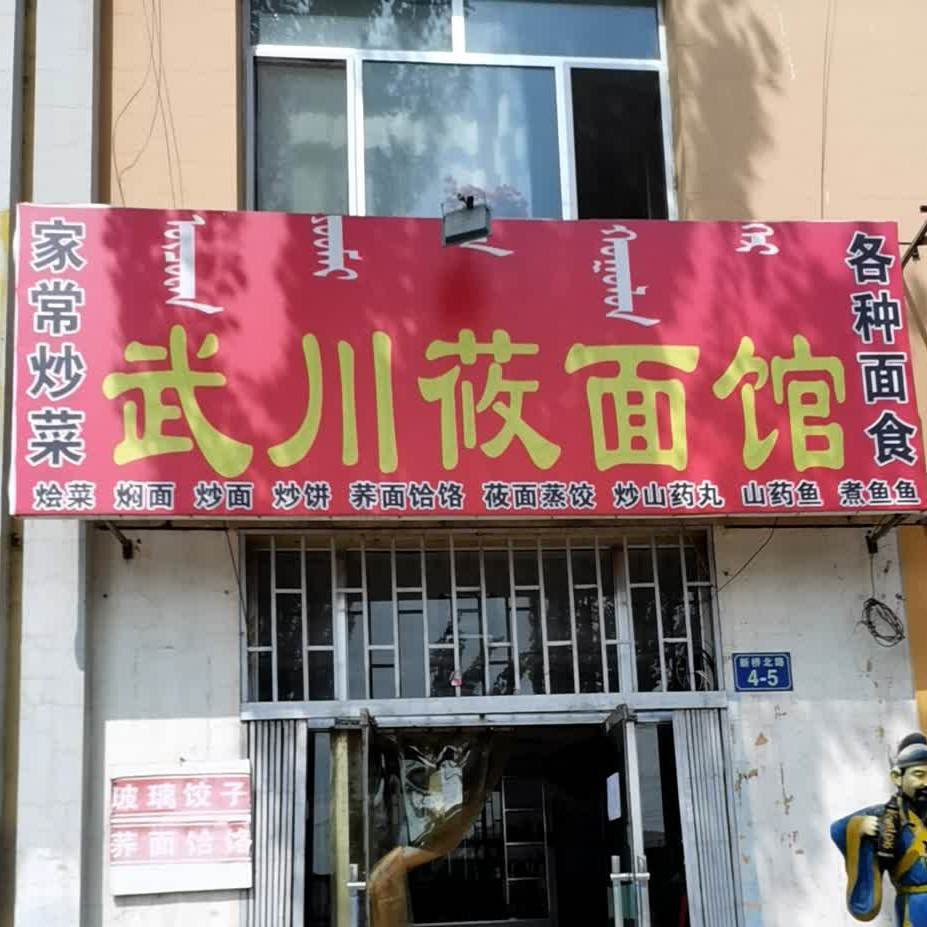 家常炒菜
武川莜面馆
各种面食
烩菜 焖面 炒面 炒饼 荞面饸饹 莜面蒸饺 炒山药丸 山药鱼 煮鱼鱼
新桥北路
4-5
玻璃饺子
荞面饸饹